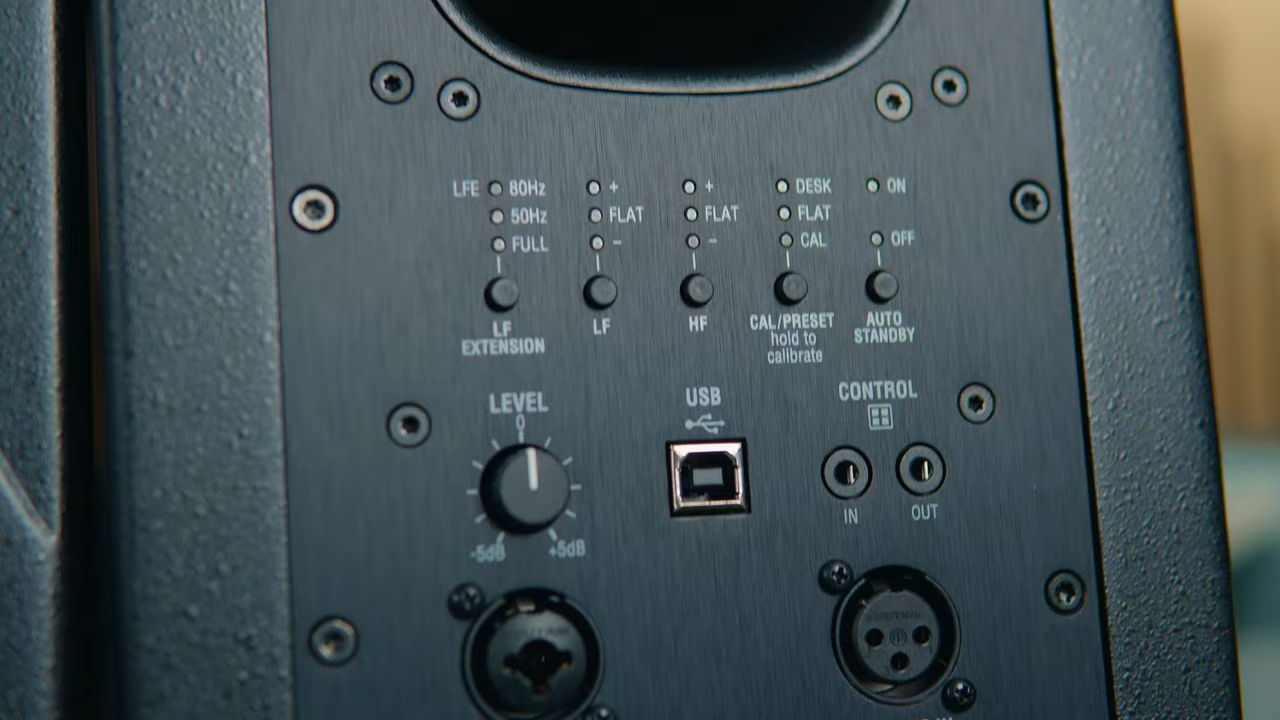 LFE 80Hz + + DESK ON
50Hz FLAT FLAT FLAT
FULL - - CAL OFF
LF EXTENSION
LF
HF
CAL/PRESET
hold to
calibrate
AUTO
STANDBY
LEVEL
0
-5dB +5dB
USB
CONTROL
IN OUT